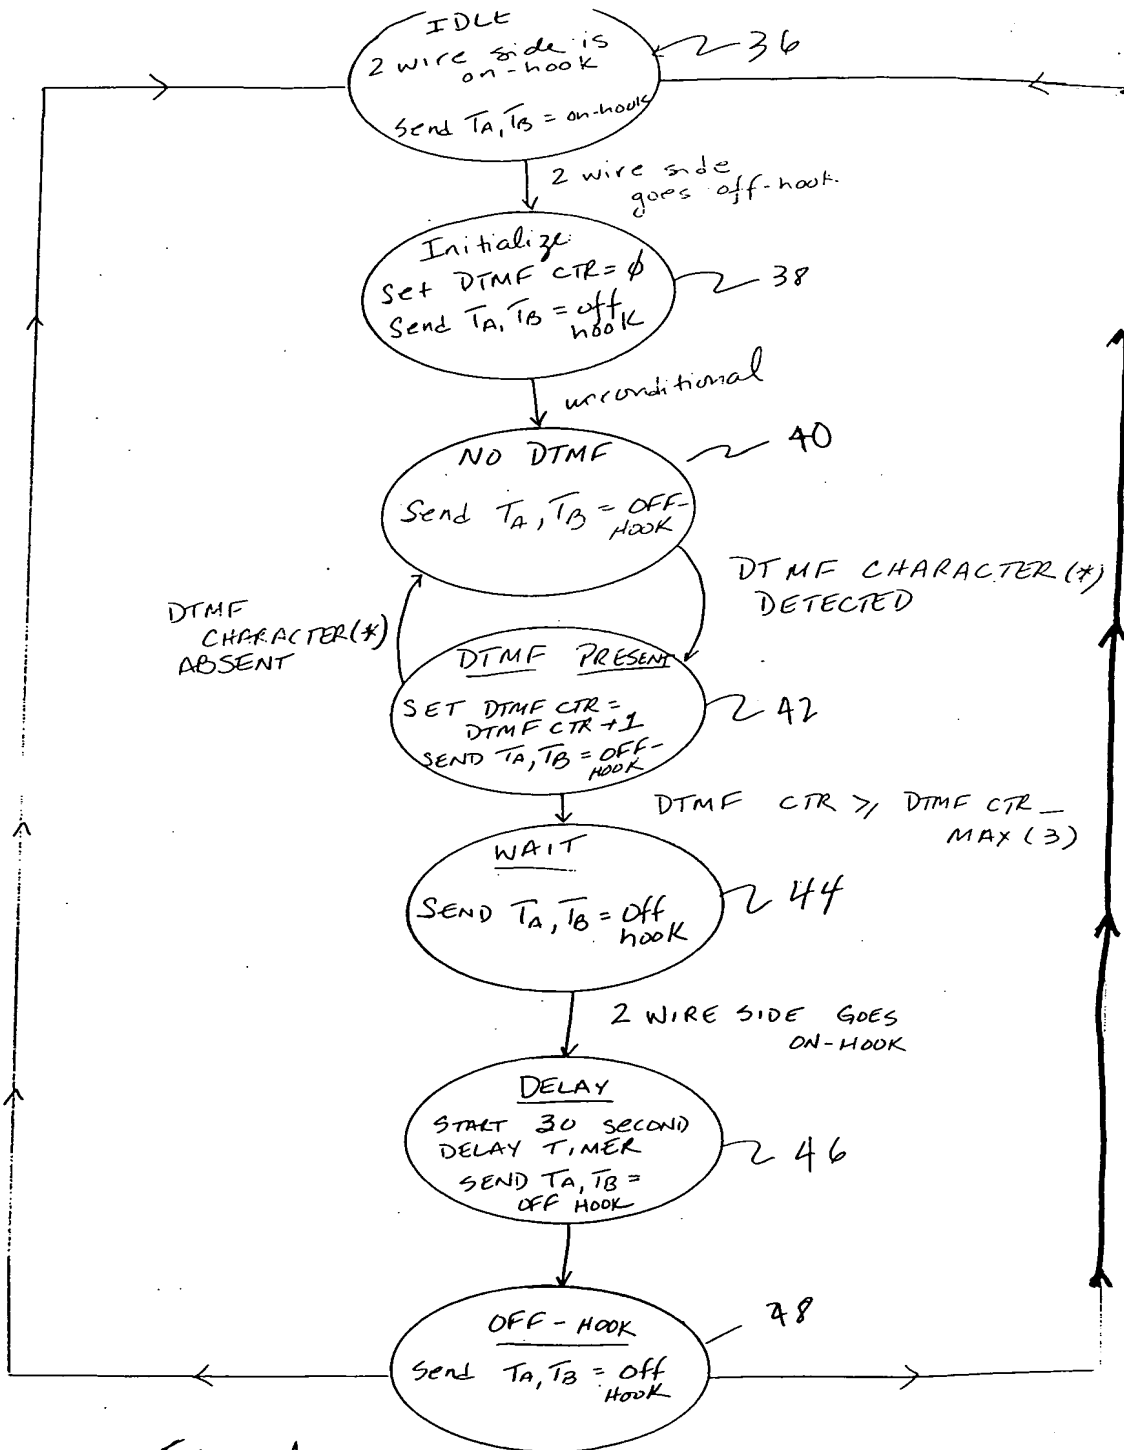 IDLE
2 wire side is
on-hook
Send TA, TB = on-hook
36
2 wire side
goes off-hook.
Initialize:
Set DTMF CTR = ϕ
Send TA, TB = off
hook
38
unconditional
NO DTMF
Send TA, TB = OFF-
HOOK
40
DTMF CHARACTER(*)
DETECTED
DTMF
CHARACTER(*)
ABSENT
DTMF PRESENT
SET DTMF CTR =
DTMF CTR + 1
SEND TA, TB = OFF-
HOOK
42
DTMF CTR ≥ DTMF CTR _
MAX (3)
WAIT
SEND TA, TB = Off
hook
44
2 WIRE SIDE GOES
ON-HOOK
DELAY
START 30 SECOND
DELAY TIMER
SEND TA, TB =
OFF HOOK
46
OFF - HOOK
Send TA, TB = Off
HOOK
48